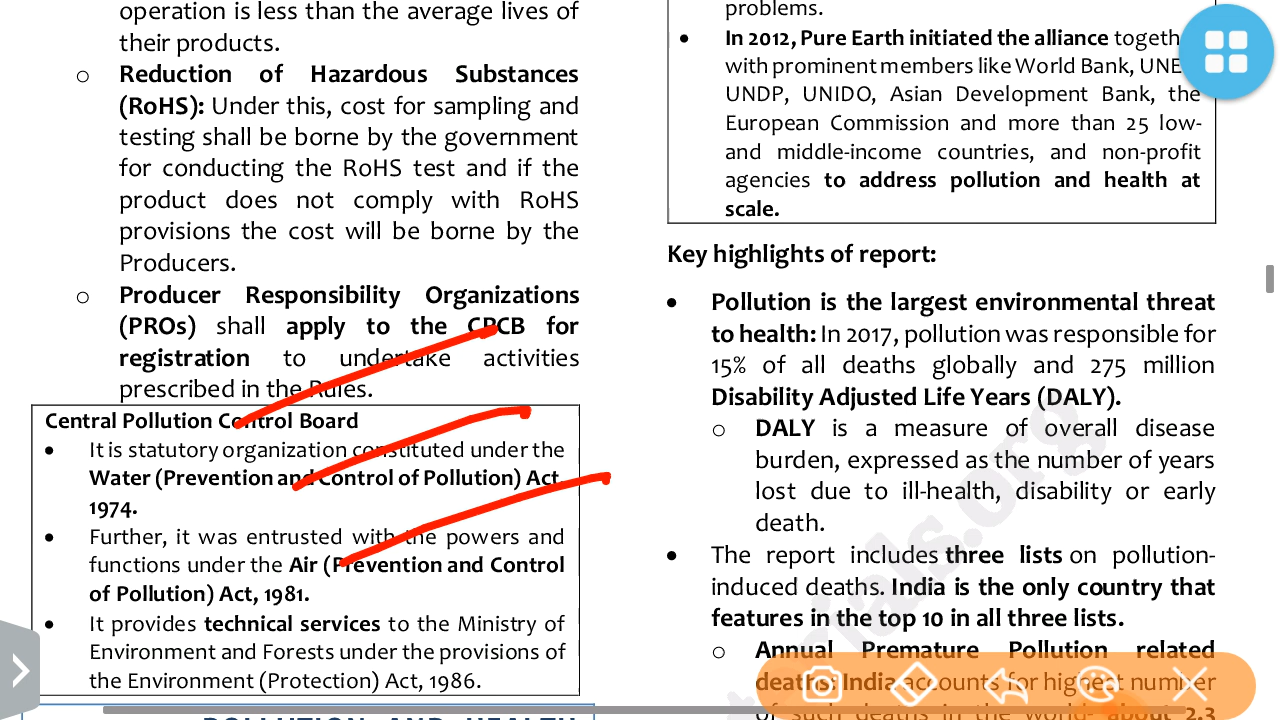 operation is less than the average lives of
their products.
o Reduction of Hazardous Substances
(RoHS): Under this, cost for sampling and
testing shall be borne by the government
for conducting the RoHS test and if the
product does not comply with RoHS
provisions the cost will be borne by the
Producers.
o Producer Responsibility Organizations
(PROs) shall apply to the CPCB for
registration to undertake activities
prescribed in the Rules.
Central Pollution Control Board
• It is statutory organization constituted under the
Water (Prevention and Control of Pollution) Act,
1974.
• Further, it was entrusted with the powers and
functions under the Air (Prevention and Control
of Pollution) Act, 1981.
• It provides technical services to the Ministry of
Environment and Forests under the provisions of
the Environment (Protection) Act, 1986.
POLLUTION AND HEALTH
problems.
• In 2012, Pure Earth initiated the alliance
with prominent members like World Bank,
UNDP, UNIDO, Asian Development Bank, the
European Commission and more than 25 low-
and middle-income countries, and non-profit
agencies to address pollution and health at
scale.
Key highlights of report:
• Pollution is the largest environmental threat
to health: In 2017, pollution was responsible for
15% of all deaths globally and 275 million
Disability Adjusted Life Years (DALY).
o DALY is a measure of overall disease
burden, expressed as the number of years
lost due to ill-health, disability or early
death.
• The report includes three lists on pollution-
induced deaths. India is the only country that
features in the top 10 in all three lists.
o Annual Premature Pollution related
deaths: India accounts for highest number
of such deaths in the world- about 2.3